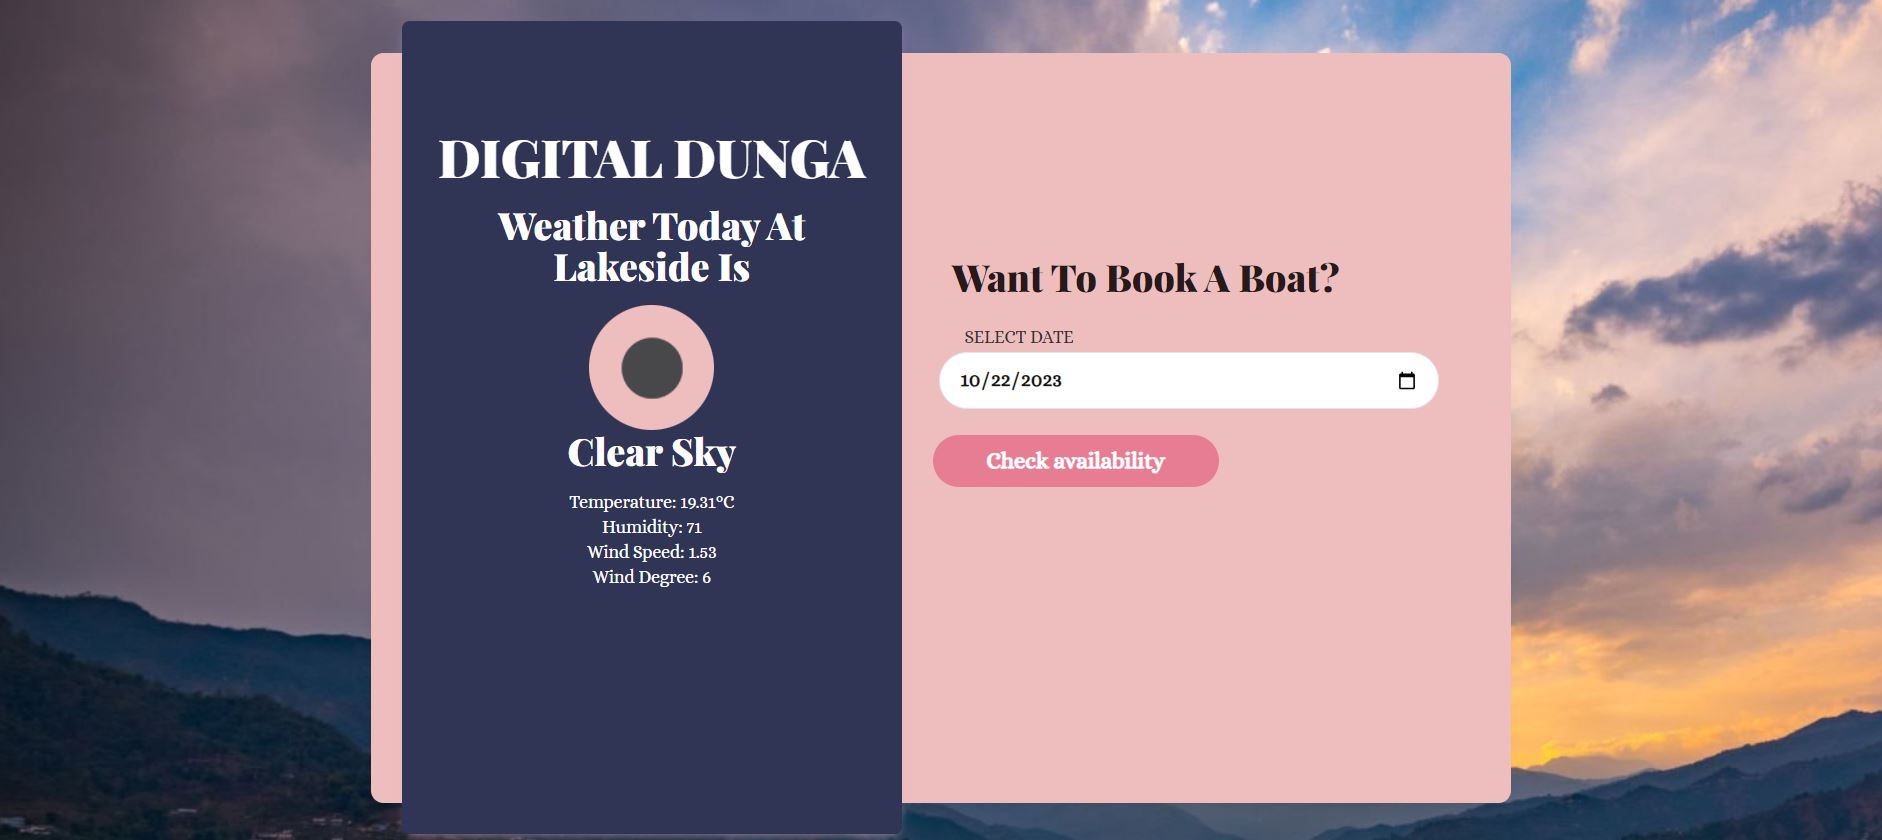 DIGITAL DUNGA
Weather Today At
Lakeside Is
Clear Sky
Temperature: 19.31°C
Humidity: 71
Wind Speed: 1.53
Wind Degree: 6
Want To Book A Boat?
SELECT DATE
10/22/2023
Check availability